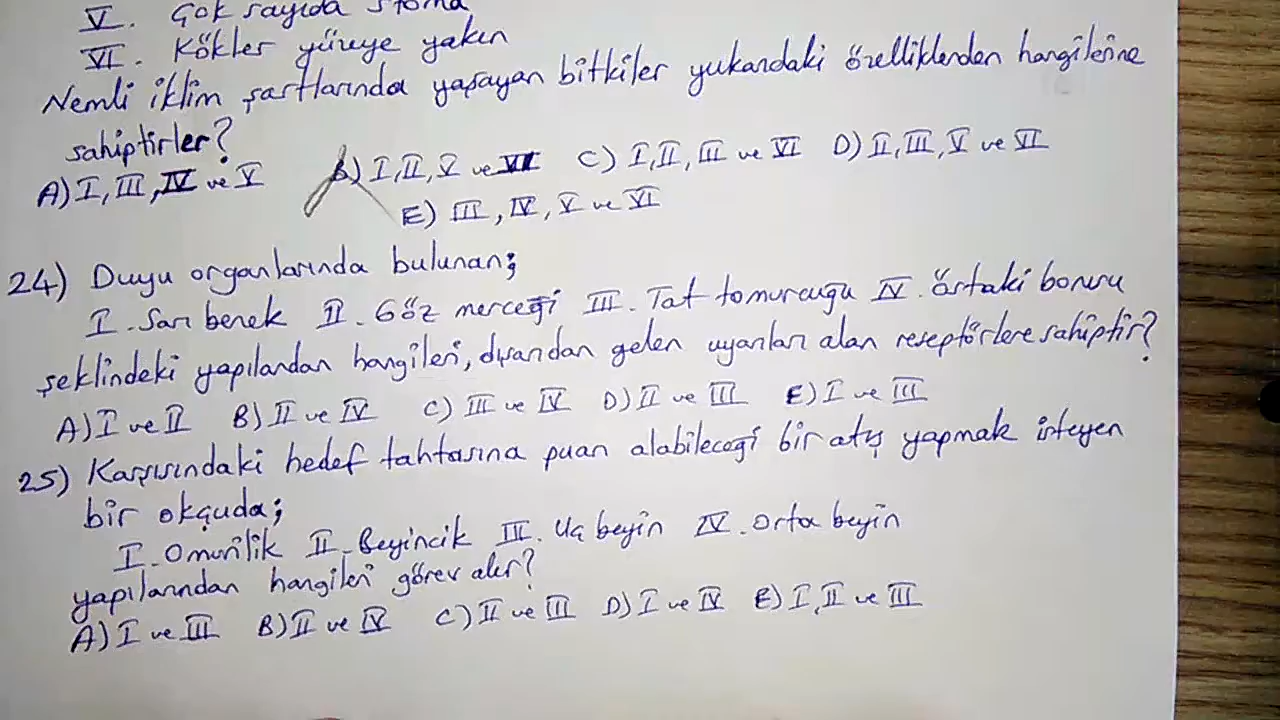 V. Çok sayıda stoma
VI. Kökler yüzeye yakın
Nemli iklim şartlarında yaşayan bitkiler yukarıdaki özelliklerden hangilerine
sahiptirler?
A) I, III, IV ve V B) I, II, V ve VI C) I, II, III ve VI D) II, III, V ve VI
E) III, IV, V ve VI
24) Duyu organlarında bulunan;
I. Sarı benek II. Göz merceği III. Tat tomurcuğu IV. Östaki borusu
şeklindeki yapılardan hangileri, dışarıdan gelen uyarıları alan reseptörlere sahiptir?
A) I ve II B) II ve IV C) III ve IV D) II ve III E) I ve III
25) Karşısındaki hedef tahtasına puan alabileceği bir atış yapmak isteyen
bir okçuda;
I. Omurilik II. Beyincik III. Uç beyin IV. Orta beyin
yapılarından hangileri görev alır?
A) I ve III B) II ve IV C) II ve III D) I ve IV E) I, II ve III